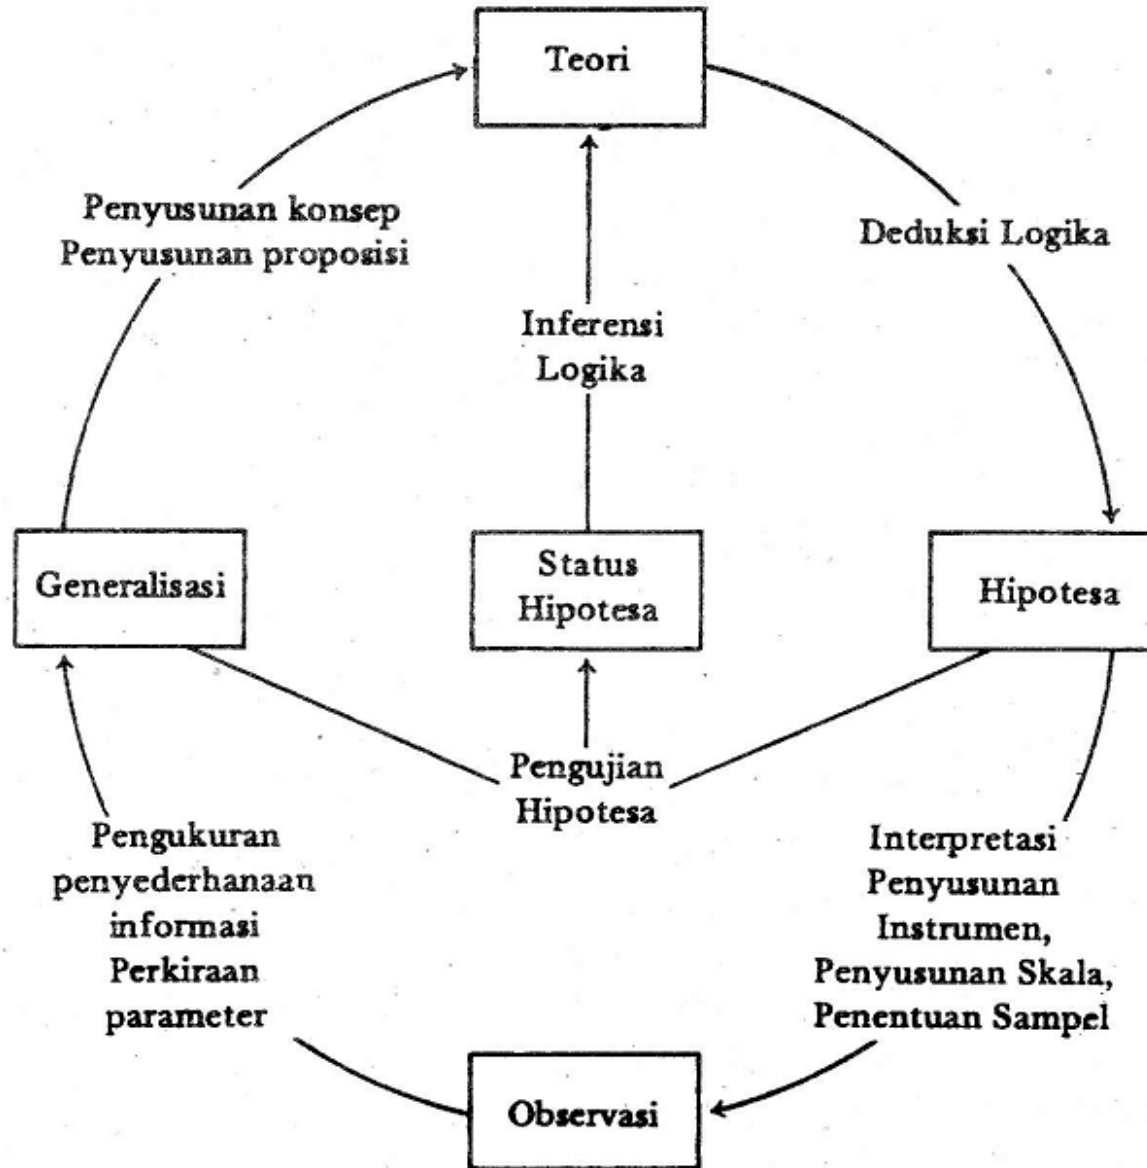 Teori
Penyusunan konsep
Penyusunan proposisi
Deduksi Logika
Inferensi
Logika
Generalisasi
Status
Hipotesa
Hipotesa
Pengujian
Hipotesa
Pengukuran
penyederhanaan
informasi
Perkiraan
parameter
Interpretasi
Penyusunan
Instrumen,
Penyusunan Skala,
Penentuan Sampel
Observasi